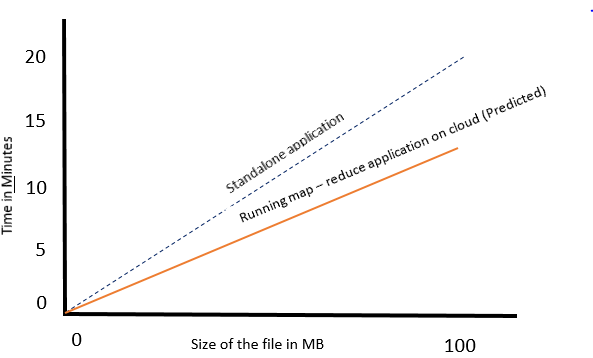 20
15
10
5
0
Time in Minutes
Standalone application
Running map – reduce application on cloud (Predicted)
0
Size of the file in MB
100